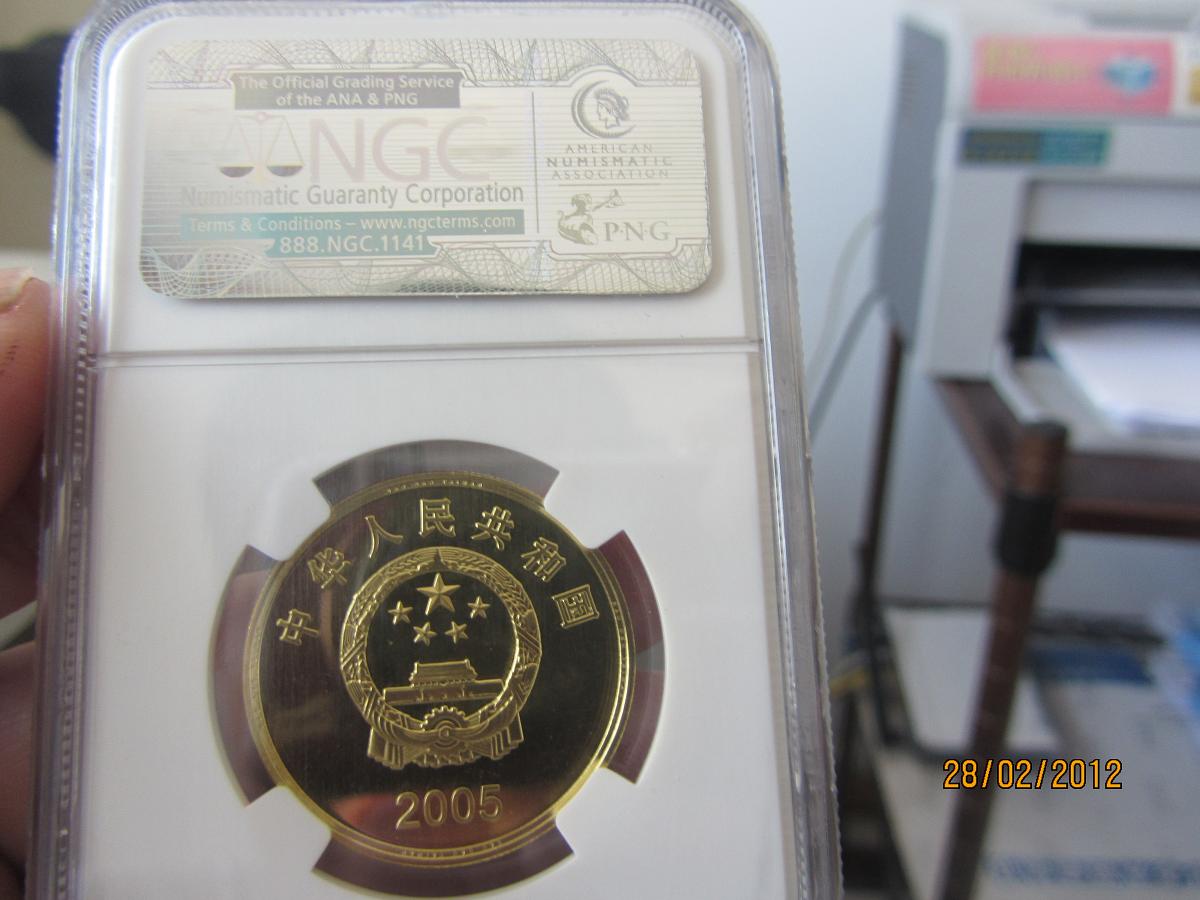 The Official Grading Service
of the ANA & PNG
NGC
Numismatic Guaranty Corporation
Terms & Conditions – www.ngcterms.com
888.NGC.1141
AMERICAN
NUMISMATIC
ASSOCIATION
P·N·G
中华人民共和国
2005
28/02/2012